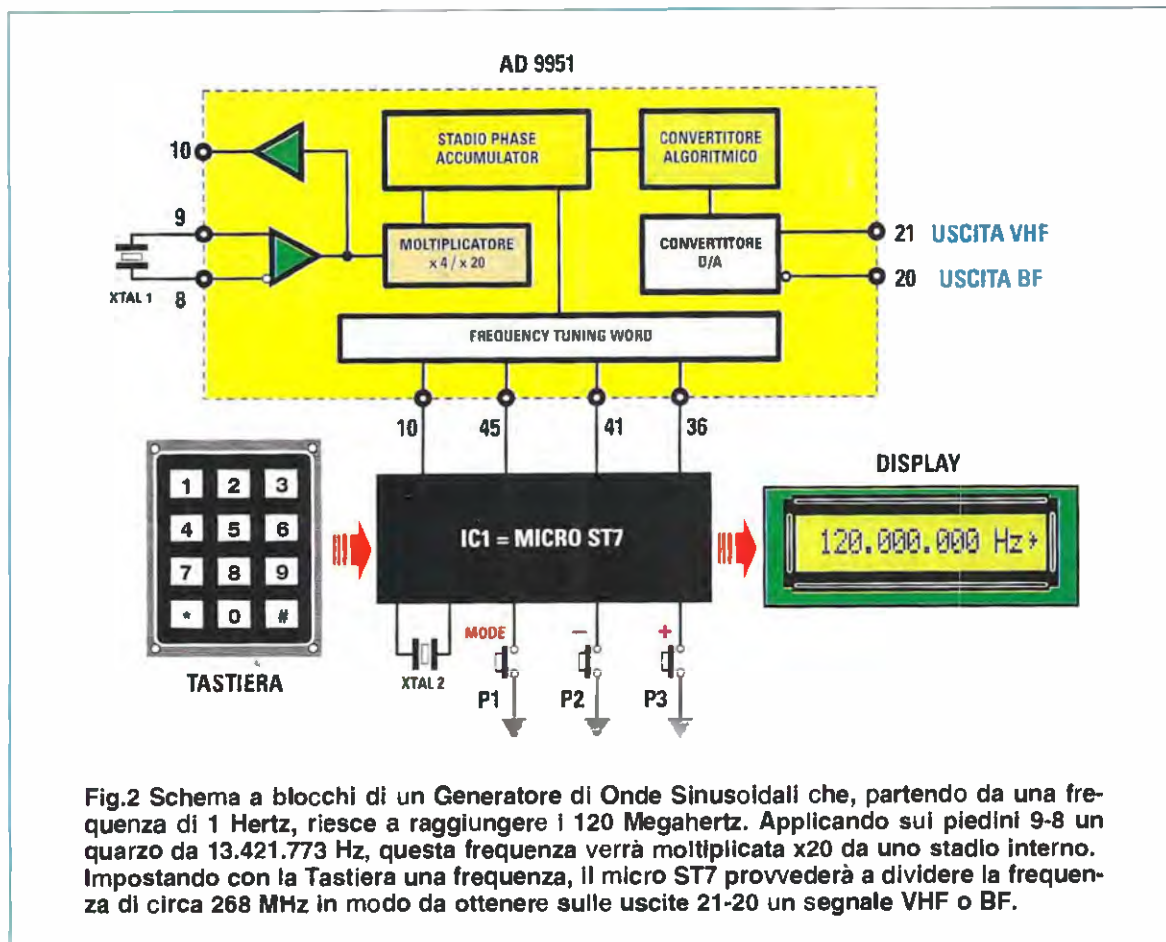 AD 9951
10
STADIO PHASE
ACCUMULATOR
CONVERTITORE
ALGORITMICO
9
MOLTIPLICATORE
x 4 / x 20
CONVERTITORE
D/A
21 USCITA VHF
20 USCITA BF
XTAL 1
8
FREQUENCY TUNING WORD
10
45
41
36
DISPLAY
1 2 3
4 5 6
7 8 9
* 0 #
IC1 = MICRO ST7
120.000.000 Hz*
TASTIERA
MODE
−
+
XTAL 2
P1
P2
P3
Fig.2 Schema a blocchi di un Generatore di Onde Sinusoidali che, partendo da una fre-
quenza di 1 Hertz, riesce a raggiungere i 120 Megahertz. Applicando sui piedini 9-8 un
quarzo da 13.421.773 Hz, questa frequenza verrà moltiplicata x20 da uno stadio interno.
Impostando con la Tastiera una frequenza, il micro ST7 provvederà a dividere la frequen-
za di circa 268 MHz in modo da ottenere sulle uscite 21-20 un segnale VHF o BF.